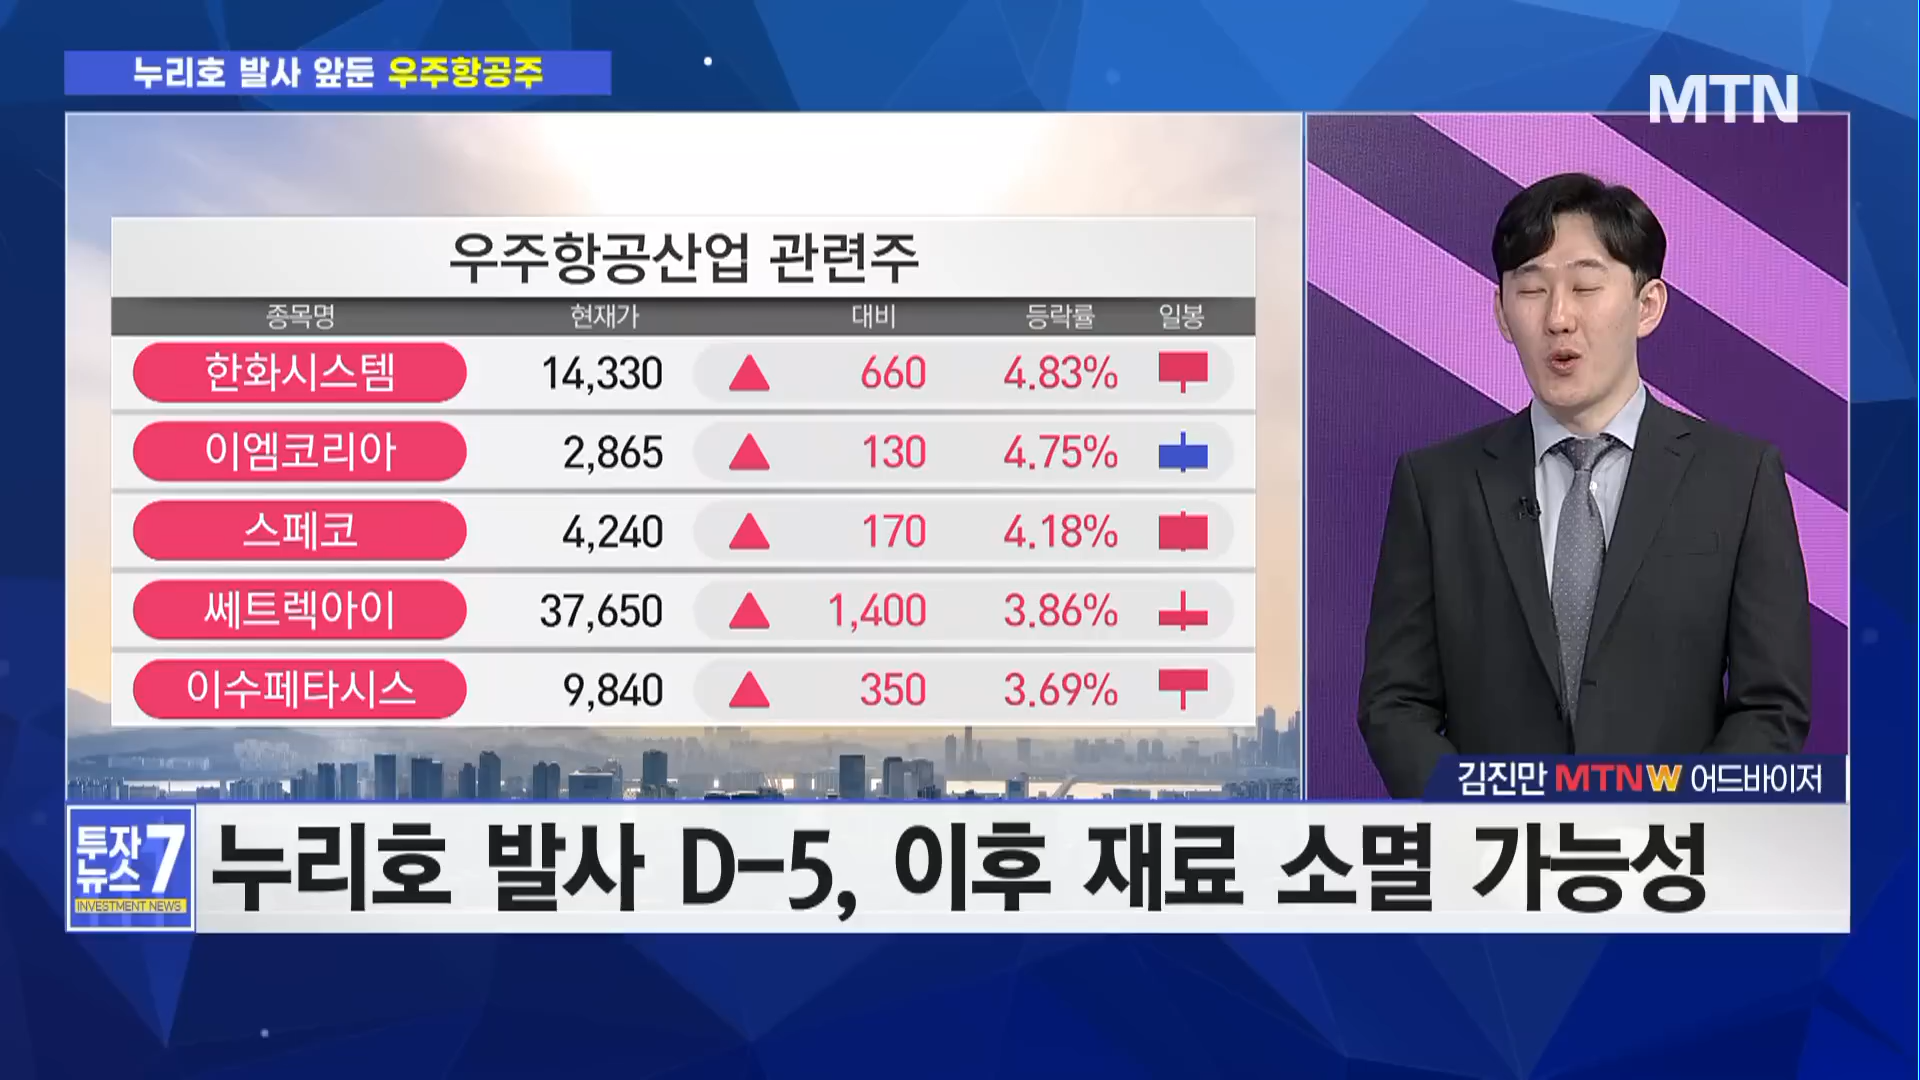 누리호 발사 앞둔 우주항공주
MTN
우주항공산업 관련주
종목명 현재가 대비 등락률 일봉
한화시스템 14,330 ▲ 660 4.83%
이엠코리아 2,865 ▲ 130 4.75%
스페코 4,240 ▲ 170 4.18%
쎄트렉아이 37,650 ▲ 1,400 3.86%
이수페타시스 9,840 ▲ 350 3.69%
김진만 MTNW 어드바이저
투자
뉴스 7
INVESTMENT NEWS
누리호 발사 D-5, 이후 재료 소멸 가능성